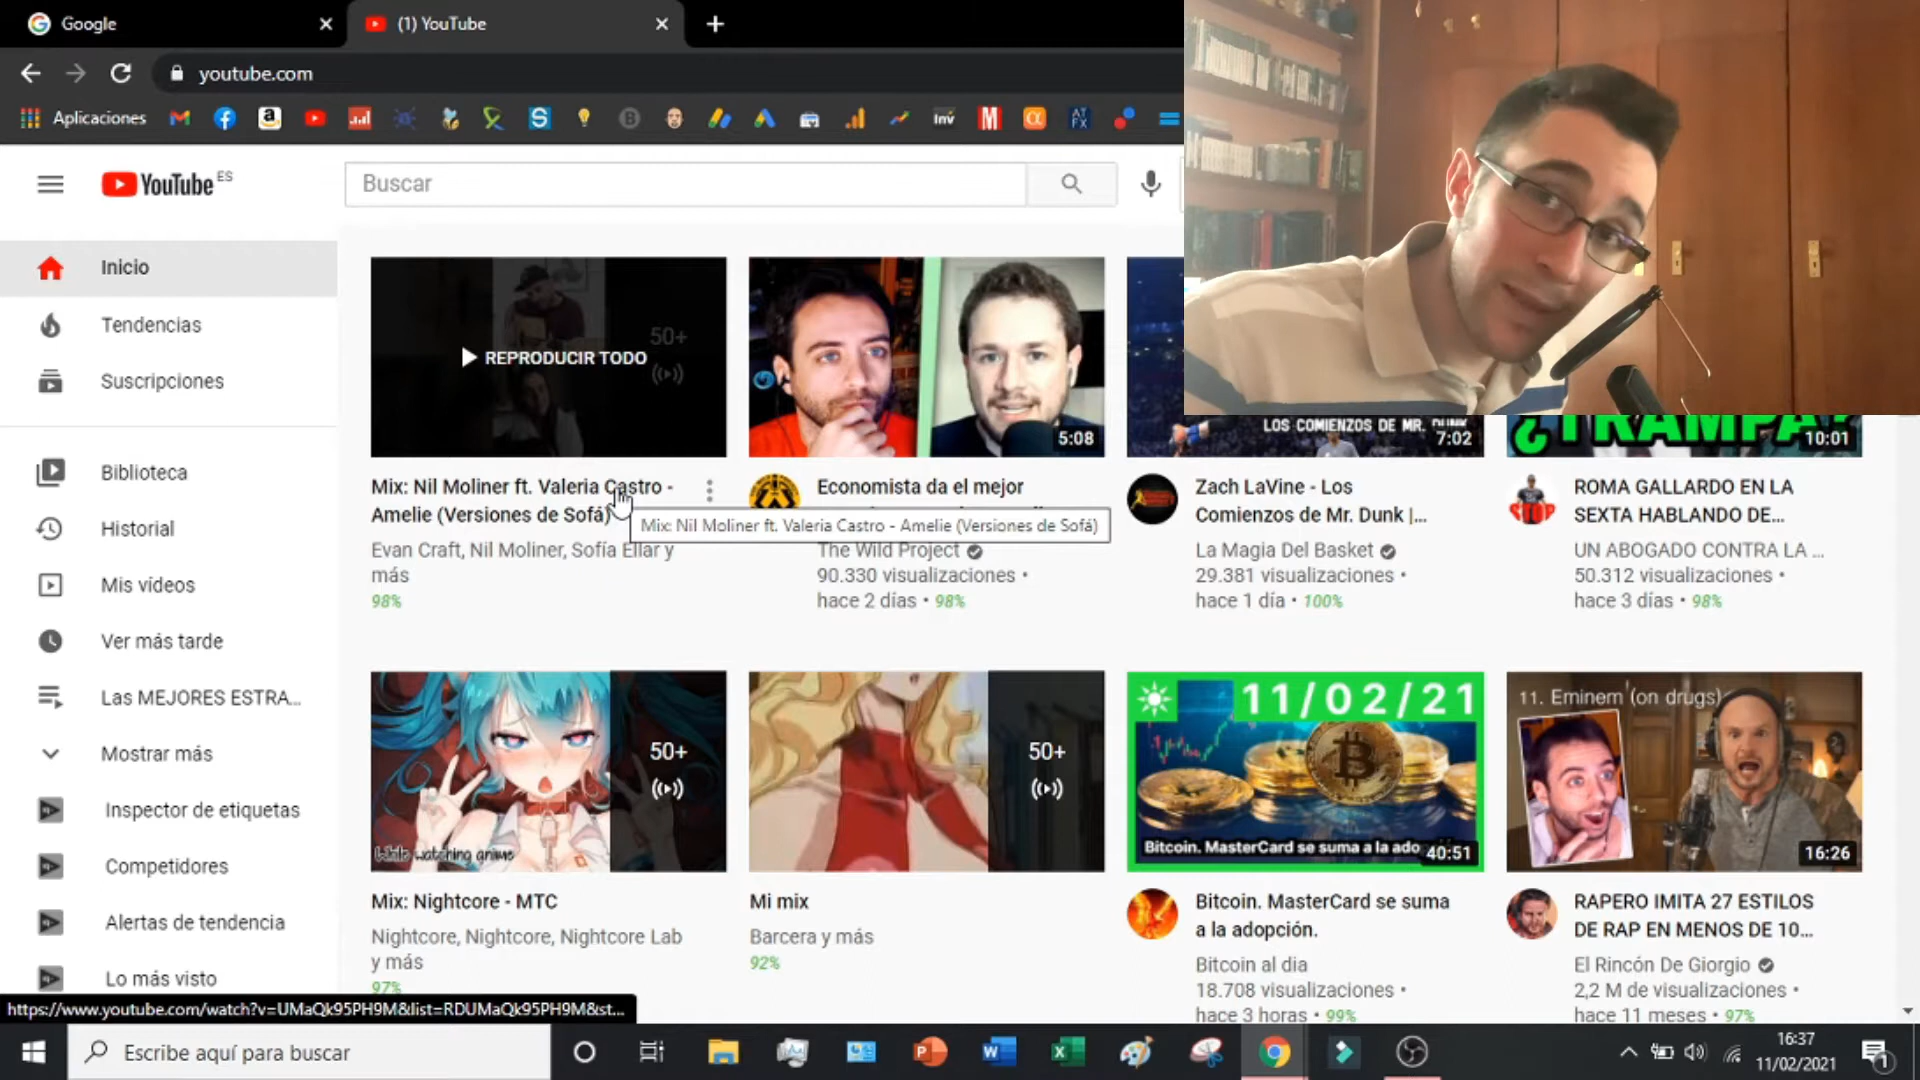 Google
(1) YouTube
youtube.com
Aplicaciones
YouTube ES
Buscar
Inicio
Tendencias
Suscripciones
Biblioteca
Historial
Mis vídeos
Ver más tarde
Las MEJORES ESTRA...
Mostrar más
Inspector de etiquetas
Competidores
Alertas de tendencia
Lo más visto
50+
REPRODUCIR TODO
Mix: Nil Moliner ft. Valeria Castro -
Amelie (Versiones de Sofá)
Evan Craft, Nil Moliner, Sofía Ellar y
más
98%
Mix: Nil Moliner ft. Valeria Castro - Amelie (Versiones de Sofá)
5:08
Economista da el mejor
The Wild Project
90.330 visualizaciones •
hace 2 días • 98%
LOS COMIENZOS DE MR. DUNK
7:02
Zach LaVine - Los
Comienzos de Mr. Dunk |...
La Magia Del Basket
29.381 visualizaciones •
hace 1 día • 100%
¿TRAMPA?
10:01
ROMA GALLARDO EN LA
SEXTA HABLANDO DE...
UN ABOGADO CONTRA LA ...
50.312 visualizaciones •
hace 3 días • 98%
50+
While watching anime
Mix: Nightcore - MTC
Nightcore, Nightcore, Nightcore Lab
y más
97%
50+
Mi mix
Barcera y más
92%
11/02/21
Bitcoin. MasterCard se suma a la ado
40:51
Bitcoin. MasterCard se suma
a la adopción.
Bitcoin al dia
18.708 visualizaciones •
hace 3 horas • 99%
11. Eminem (on drugs)
16:26
RAPERO IMITA 27 ESTILOS
DE RAP EN MENOS DE 10...
El Rincón De Giorgio
2,2 M de visualizaciones •
hace 11 meses • 97%
https://www.youtube.com/watch?v=UMaQk95PH9M&list=RDUMaQk95PH9M&st...
Escribe aquí para buscar
16:37
11/02/2021
1